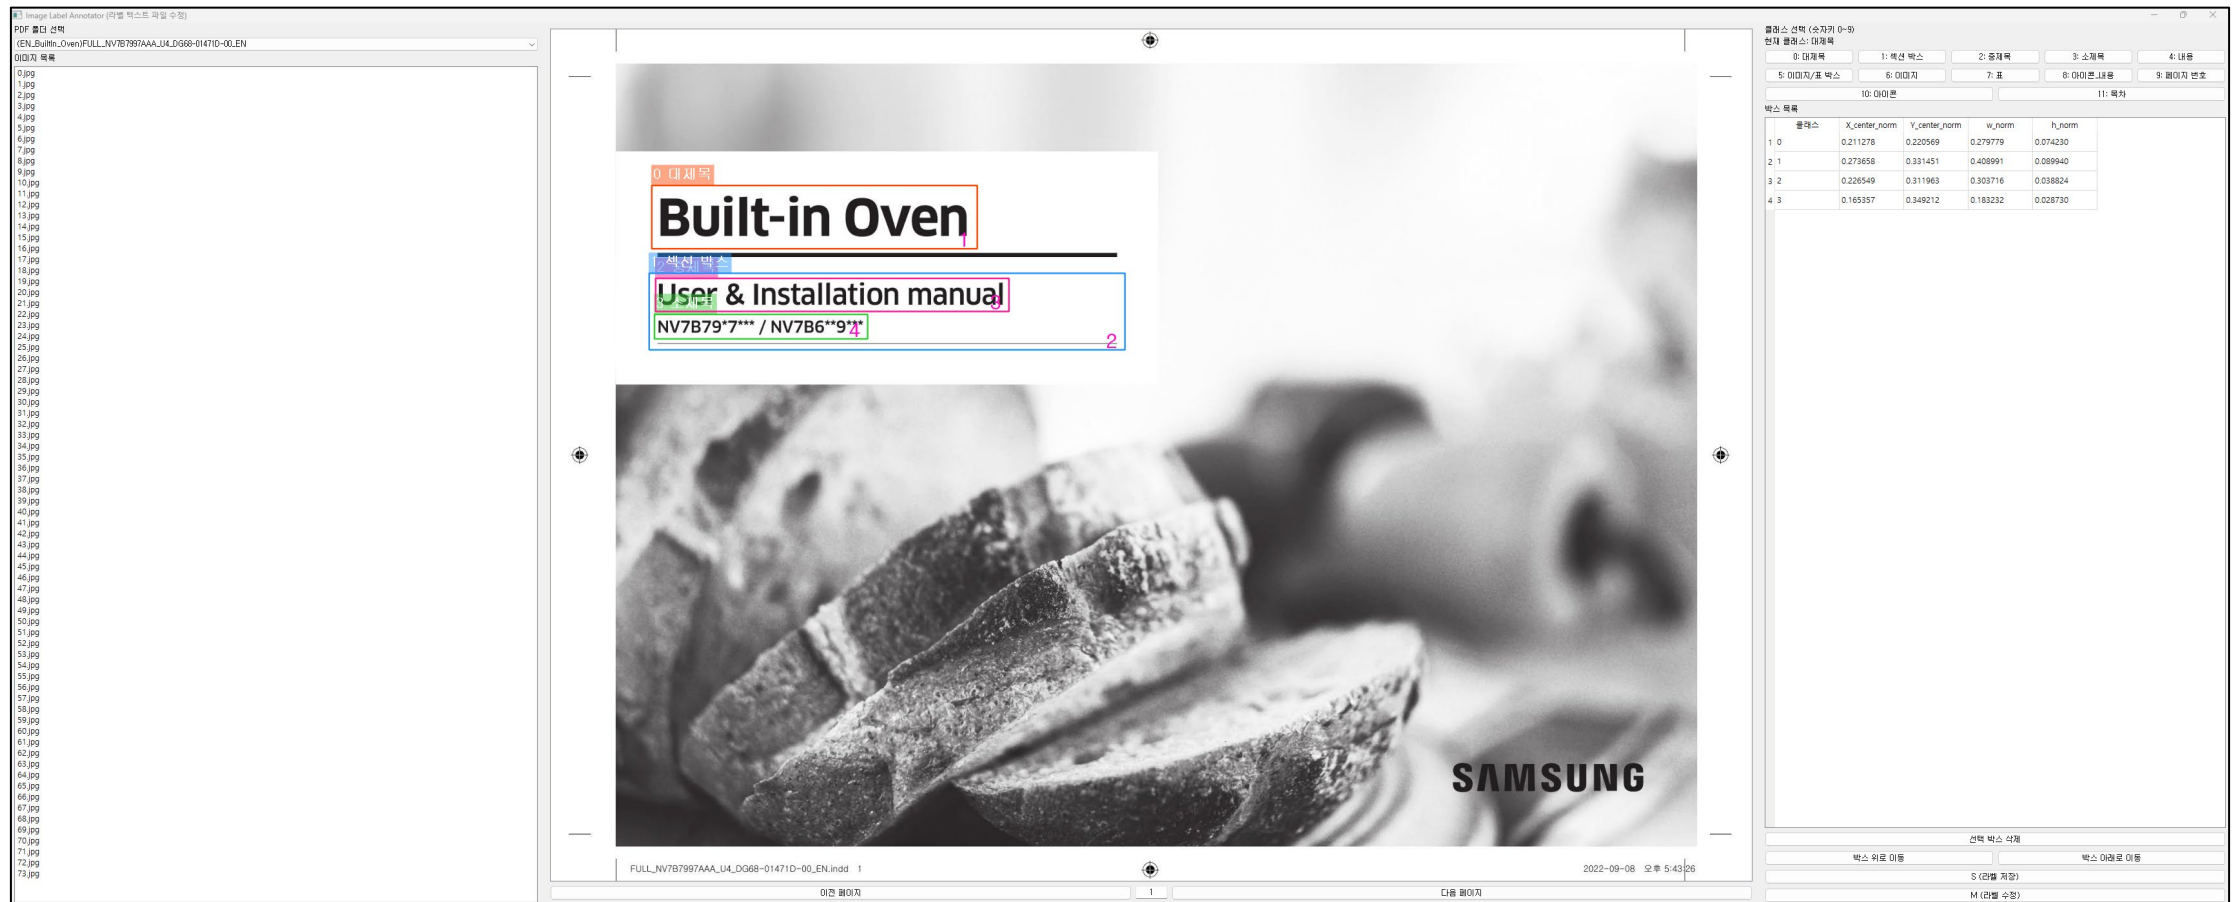 Image Label Annotator (라벨 텍스트 파일 수정)
PDF 폴더 선택
(EN_BuiltIn_Oven)FULL_NV7B7997AAA_U4_DG68-01471D-00_EN
이미지 목록
0.jpg
1.jpg
2.jpg
3.jpg
4.jpg
5.jpg
6.jpg
7.jpg
8.jpg
9.jpg
10.jpg
11.jpg
12.jpg
13.jpg
14.jpg
15.jpg
16.jpg
17.jpg
18.jpg
19.jpg
20.jpg
21.jpg
22.jpg
23.jpg
24.jpg
25.jpg
26.jpg
27.jpg
28.jpg
29.jpg
30.jpg
31.jpg
32.jpg
33.jpg
34.jpg
35.jpg
36.jpg
37.jpg
38.jpg
39.jpg
40.jpg
41.jpg
42.jpg
43.jpg
44.jpg
45.jpg
46.jpg
47.jpg
48.jpg
49.jpg
50.jpg
51.jpg
52.jpg
53.jpg
54.jpg
55.jpg
56.jpg
57.jpg
58.jpg
59.jpg
60.jpg
61.jpg
62.jpg
63.jpg
64.jpg
65.jpg
66.jpg
67.jpg
68.jpg
69.jpg
70.jpg
71.jpg
72.jpg
73.jpg
0 대제목
Built-in Oven
1
1 섹션 박스
2 중제목
User & Installation manual
3
3 소제목
NV7B79*7*** / NV7B6**9***
4
2
SAMSUNG
FULL_NV7B7997AAA_U4_DG68-01471D-00_EN.indd 1
2022-09-08 오후 5:43:26
이전 페이지
1
다음 페이지
클래스 선택 (숫자키 0~9)
현재 클래스: 대제목
0: 대제목 1: 섹션 박스 2: 중제목 3: 소제목 4: 내용
5: 이미지/표 박스 6: 이미지 7: 표 8: 아이콘_내용 9: 페이지 번호
10: 아이콘 11: 목차
박스 목록
클래스 X_center_norm Y_center_norm w_norm h_norm
1 0 0.211278 0.220569 0.279779 0.074230
2 1 0.273658 0.331451 0.408991 0.089940
3 2 0.226549 0.311963 0.303716 0.038824
4 3 0.165357 0.349212 0.183232 0.028730
선택 박스 삭제
박스 위로 이동 박스 아래로 이동
S (라벨 저장)
M (라벨 수정)